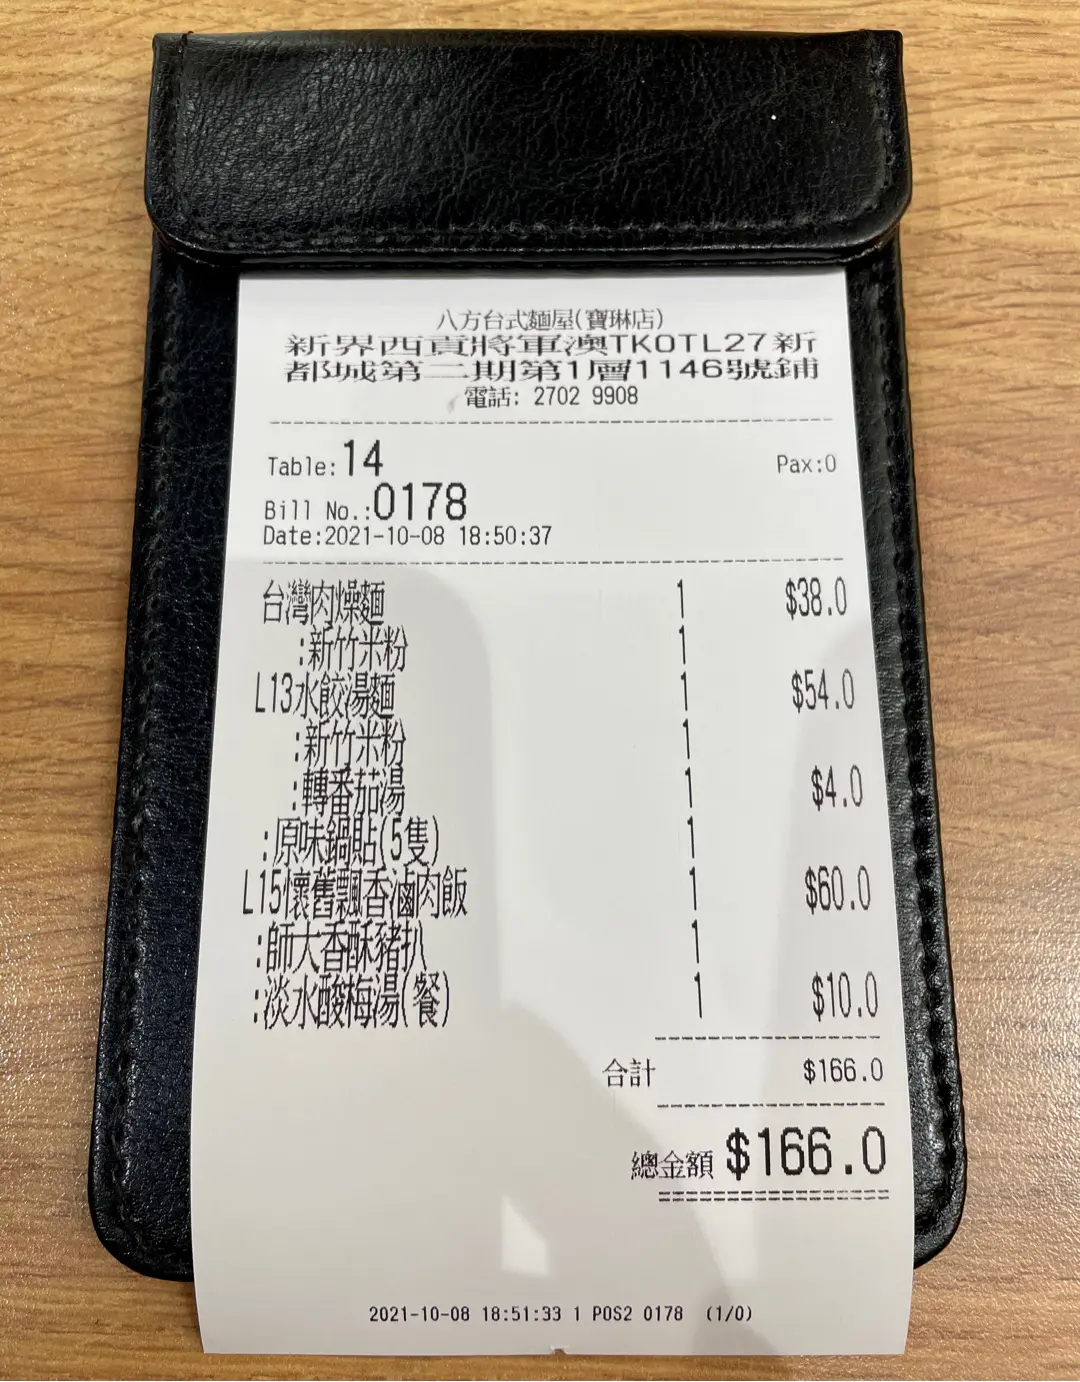 八方台式麵屋(寶琳店)
新界西貢將軍澳TKOTL27新
都城第二期第1層1146號鋪
電話: 2702 9908
Table:14 Pax:0
Bill No.:0178
Date:2021-10-08 18:50:37
台灣肉燥麵 1 $38.0
:新竹米粉 1
L13水餃湯麵 1 $54.0
:新竹米粉 1
:轉番茄湯 1 $4.0
:原味鍋貼(5隻) 1
L15懷舊飄香滷肉飯 1 $60.0
:師大香酥豬扒 1
:淡水酸梅湯(餐) 1 $10.0
合計 $166.0
總金額 $166.0
2021-10-08 18:51:33 1 POS2 0178 (1/0)